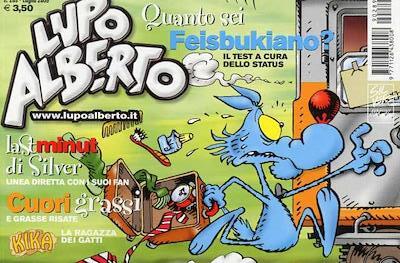 € 3,50
LUPO
ALBERTO
www.lupoalberto.it
Quanto sei
Feisbukiano?
IL TEST A CURA
DELLO STATUS
lastminut
di Silver
LINEA DIRETTA CON I SUOI FAN
Cuori grassi
E GRASSE RISATE
KIKA
LA RAGAZZA
DEI GATTI